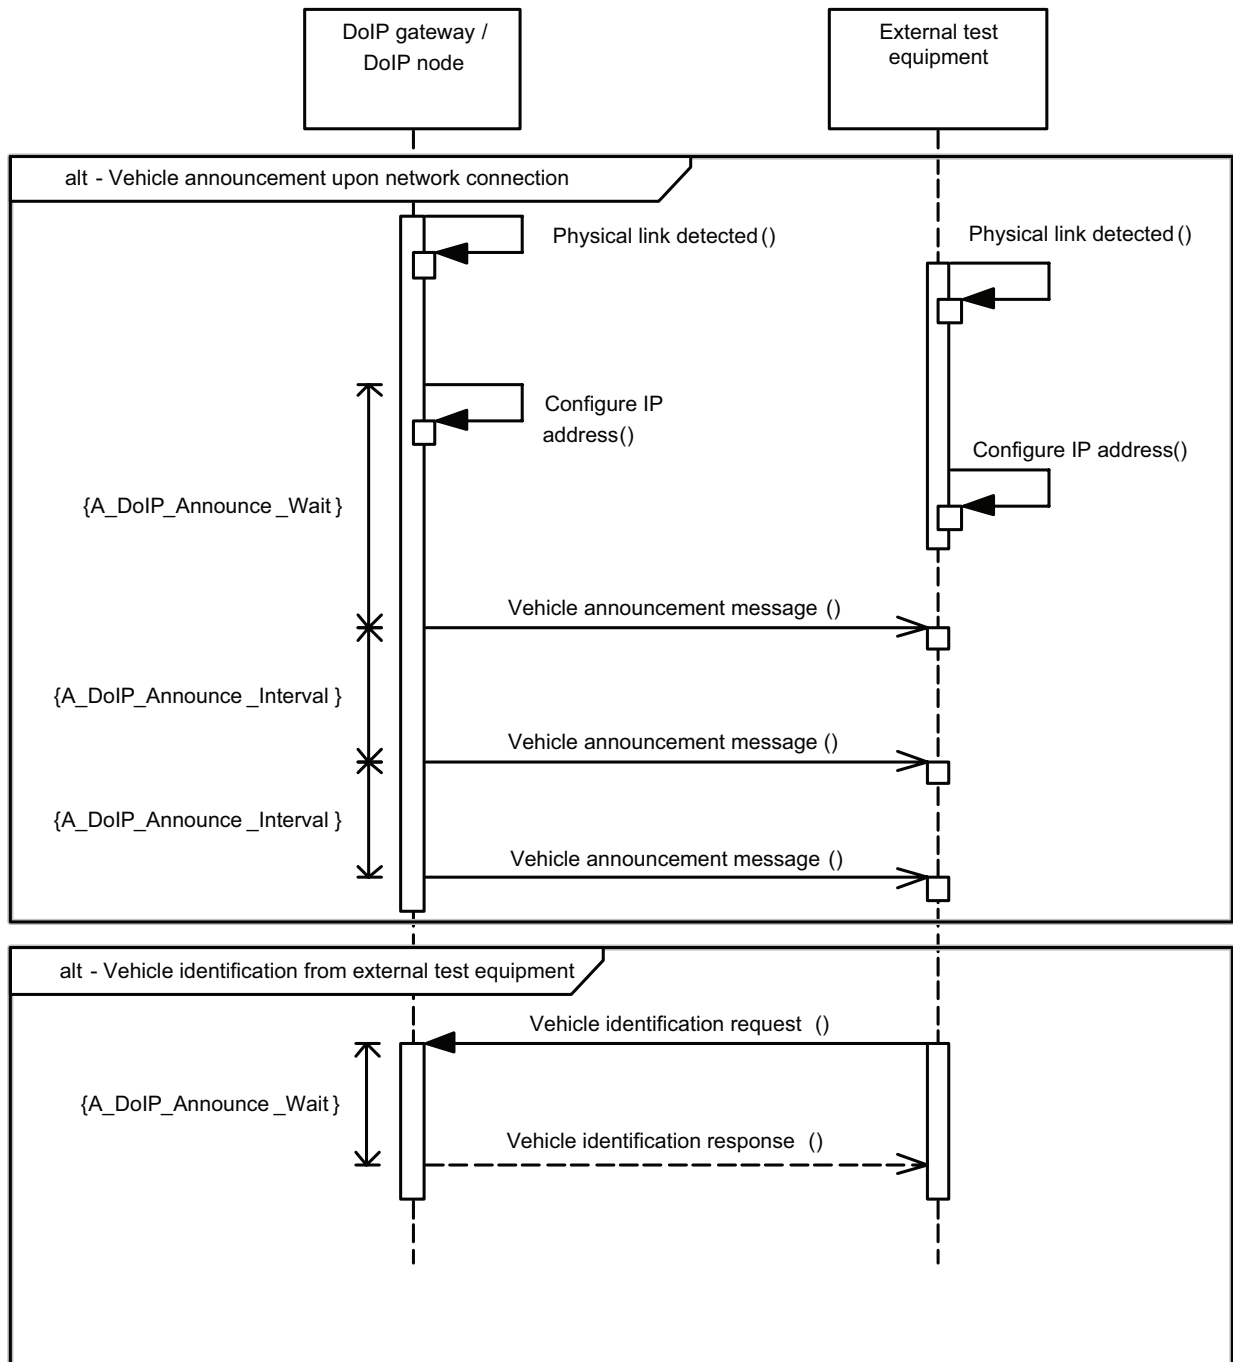 DoIP gateway /
DoIP node
External test
equipment
alt - Vehicle announcement upon network connection
Physical link detected ()
Physical link detected ()
Configure IP
address()
Configure IP address()
{A_DoIP_Announce _Wait }
Vehicle announcement message ()
{A_DoIP_Announce _Interval }
Vehicle announcement message ()
{A_DoIP_Announce _Interval }
Vehicle announcement message ()
alt - Vehicle identification from external test equipment
Vehicle identification request ()
{A_DoIP_Announce _Wait }
Vehicle identification response ()